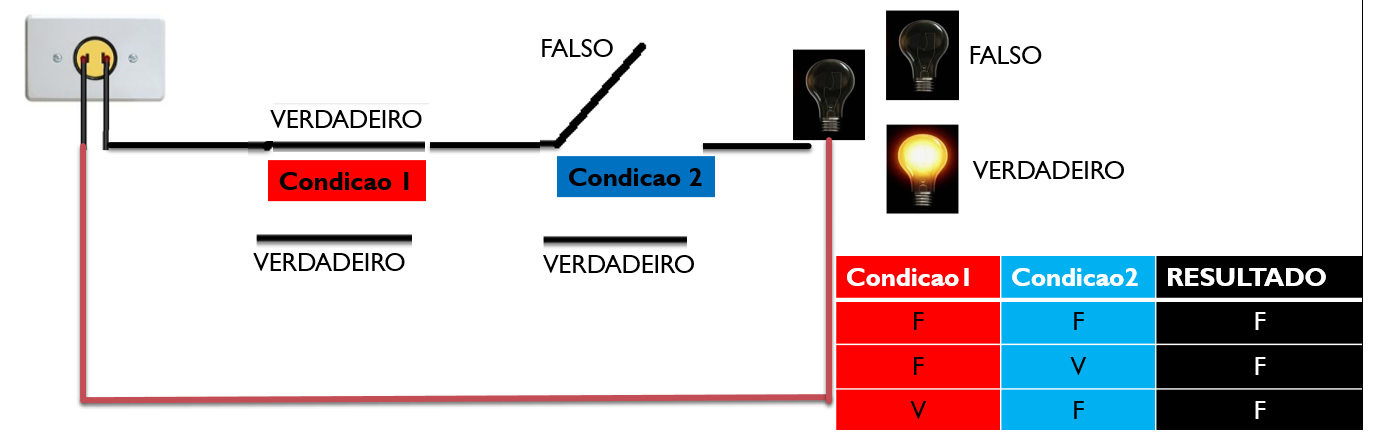 FALSO
FALSO
VERDADEIRO
Condicao 1
Condicao 2
VERDADEIRO
VERDADEIRO
VERDADEIRO
Condicao1 Condicao2 RESULTADO
F F F
F V F
V F F